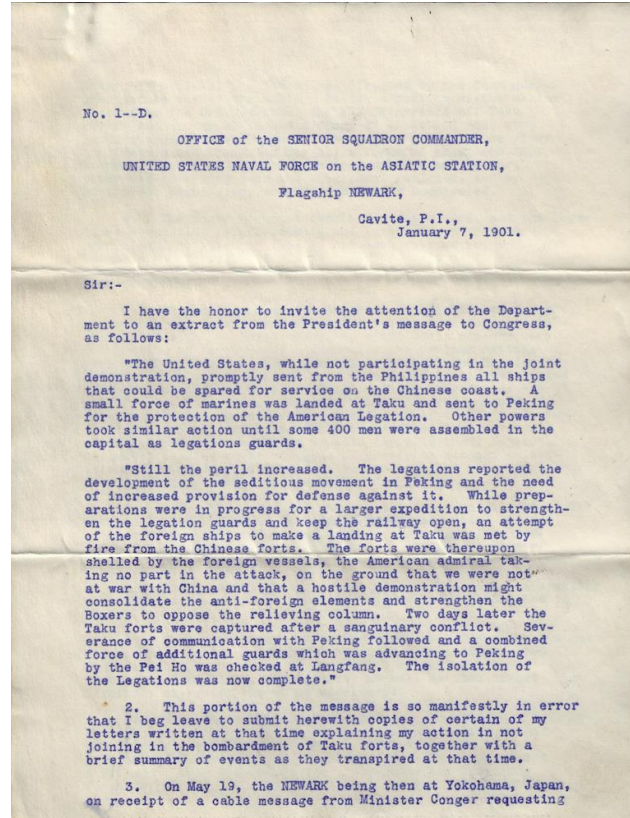 No. 1--D.
OFFICE of the SENIOR SQUADRON COMMANDER,
UNITED STATES NAVAL FORCE on the ASIATIC STATION,
Flagship NEWARK,
Cavite, P.I.,
January 7, 1901.
Sir:-
I have the honor to invite the attention of the Depart-
ment to an extract from the President's message to Congress,
as follows:
"The United States, while not participating in the joint
demonstration, promptly sent from the Philippines all ships
that could be spared for service on the Chinese coast. A
small force of marines was landed at Taku and sent to Peking
for the protection of the American Legation. Other powers
took similar action until some 400 men were assembled in the
capital as legations guards.
"Still the peril increased. The legations reported the
development of the seditious movement in Peking and the need
of increased provision for defense against it. While prep-
arations were in progress for a larger expedition to strength-
en the legation guards and keep the railway open, an attempt
of the foreign ships to make a landing at Taku was met by
fire from the Chinese forts. The forts were thereupon
shelled by the foreign vessels, the American admiral tak-
ing no part in the attack, on the ground that we were not
at war with China and that a hostile demonstration might
consolidate the anti-foreign elements and strengthen the
Boxers to oppose the relieving column. Two days later the
Taku forts were captured after a sanguinary conflict. Sev-
erance of communication with Peking followed and a combined
force of additional guards which was advancing to Peking
by the Pei Ho was checked at Langfang. The isolation of
the Legations was now complete."
2. This portion of the message is so manifestly in error
that I beg leave to submit herewith copies of certain of my
letters written at that time explaining my action in not
joining in the bombardment of Taku forts, together with a
brief summary of events as they transpired at that time.
3. On May 19, the NEWARK being then at Yokohama, Japan,
on receipt of a cable message from Minister Conger requesting